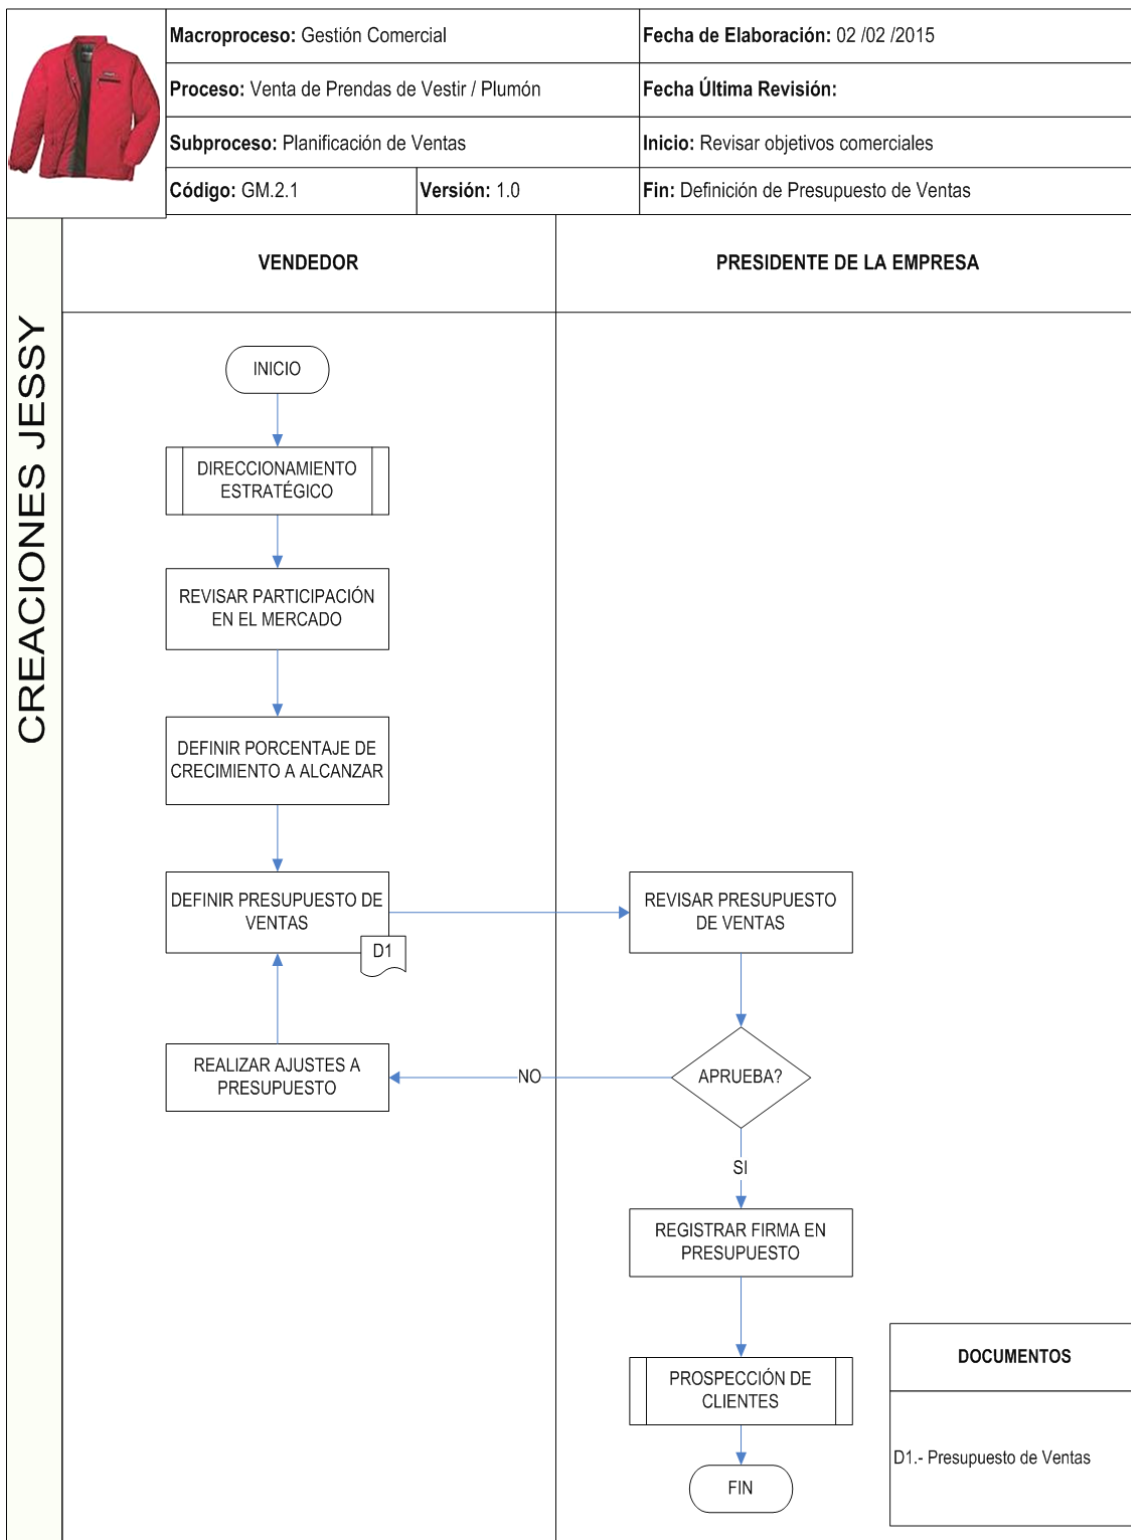 Macroproceso: Gestión Comercial
Fecha de Elaboración: 02 /02 /2015
Proceso: Venta de Prendas de Vestir / Plumón
Fecha Última Revisión:
Subproceso: Planificación de Ventas
Inicio: Revisar objetivos comerciales
Código: GM.2.1
Versión: 1.0
Fin: Definición de Presupuesto de Ventas
CREACIONES JESSY
VENDEDOR
PRESIDENTE DE LA EMPRESA
INICIO
DIRECCIONAMIENTO
ESTRATÉGICO
REVISAR PARTICIPACIÓN
EN EL MERCADO
DEFINIR PORCENTAJE DE
CRECIMIENTO A ALCANZAR
DEFINIR PRESUPUESTO DE
VENTAS
D1
REVISAR PRESUPUESTO
DE VENTAS
REALIZAR AJUSTES A
PRESUPUESTO
NO
APRUEBA?
SI
REGISTRAR FIRMA EN
PRESUPUESTO
PROSPECCIÓN DE
CLIENTES
FIN
DOCUMENTOS
D1.- Presupuesto de Ventas